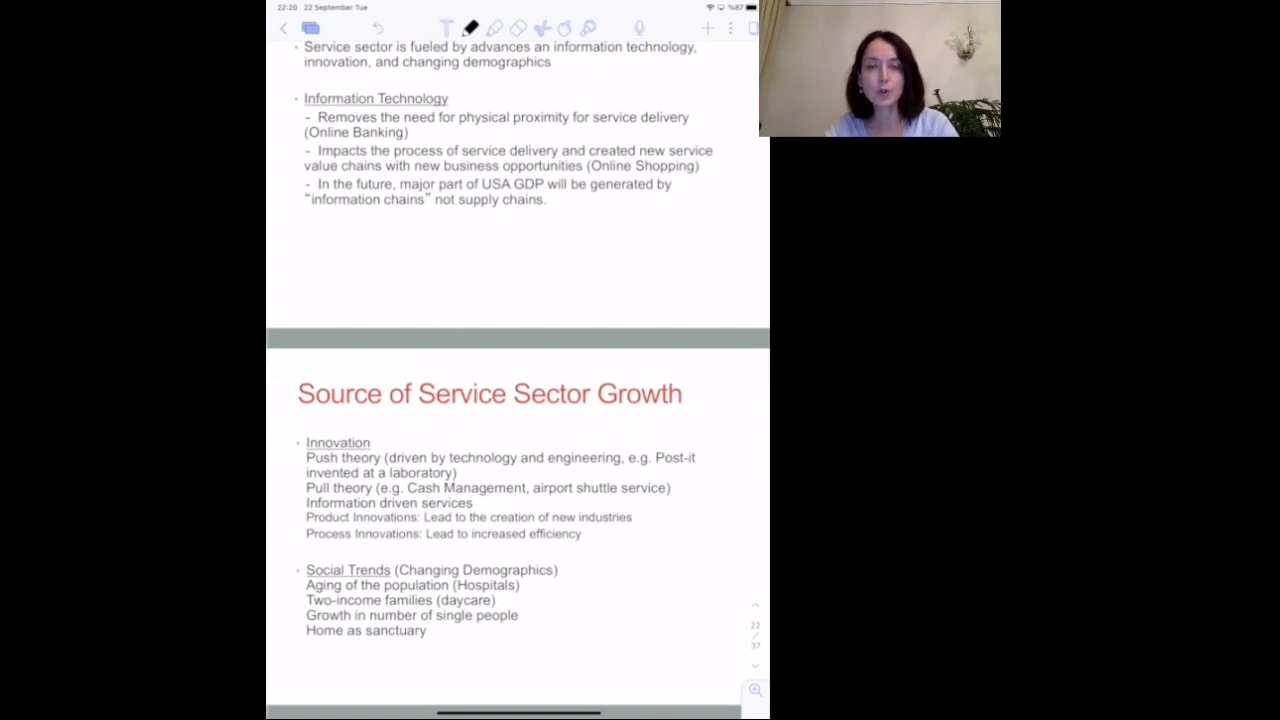 22:20 22 September Tue
%87
Service sector is fueled by advances an information technology,
innovation, and changing demographics
Information Technology
- Removes the need for physical proximity for service delivery
(Online Banking)
- Impacts the process of service delivery and created new service
value chains with new business opportunities (Online Shopping)
- In the future, major part of USA GDP will be generated by
“information chains” not supply chains.
Source of Service Sector Growth
Innovation
Push theory (driven by technology and engineering, e.g. Post-it
invented at a laboratory)
Pull theory (e.g. Cash Management, airport shuttle service)
Information driven services
Product Innovations: Lead to the creation of new industries
Process Innovations: Lead to increased efficiency
Social Trends (Changing Demographics)
Aging of the population (Hospitals)
Two-income families (daycare)
Growth in number of single people
Home as sanctuary
22
/
37